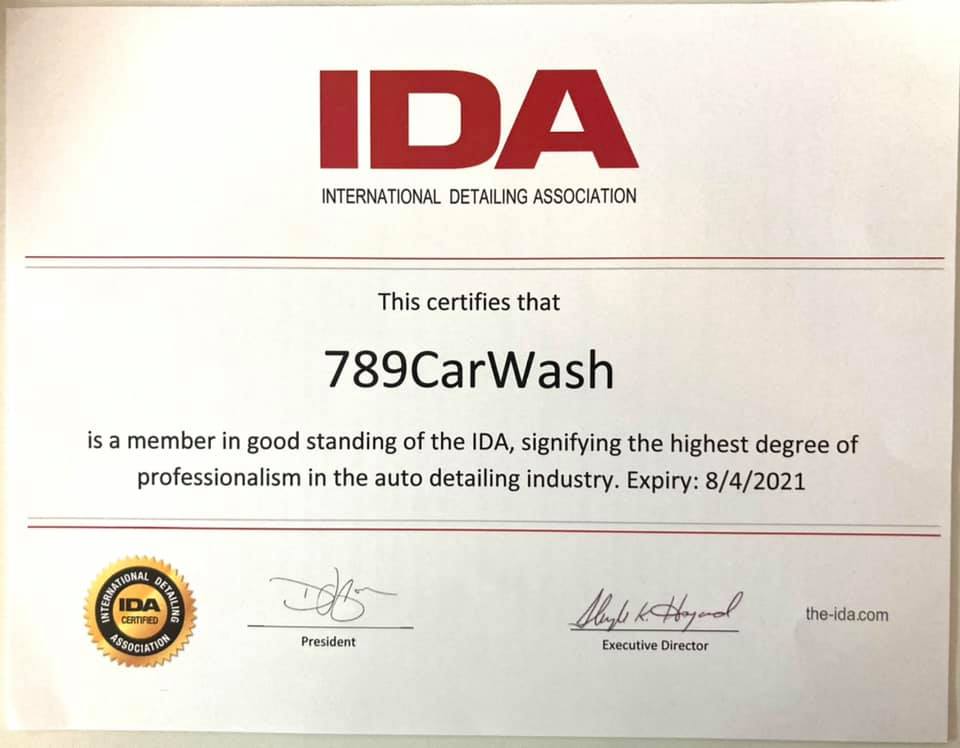 IDA
INTERNATIONAL DETAILING ASSOCIATION
This certifies that
789CarWash
is a member in good standing of the IDA, signifying the highest degree of
professionalism in the auto detailing industry. Expiry: 8/4/2021
INTERNATIONAL DETAILING
IDA
CERTIFIED
ASSOCIATION
President
Executive Director
the-ida.com